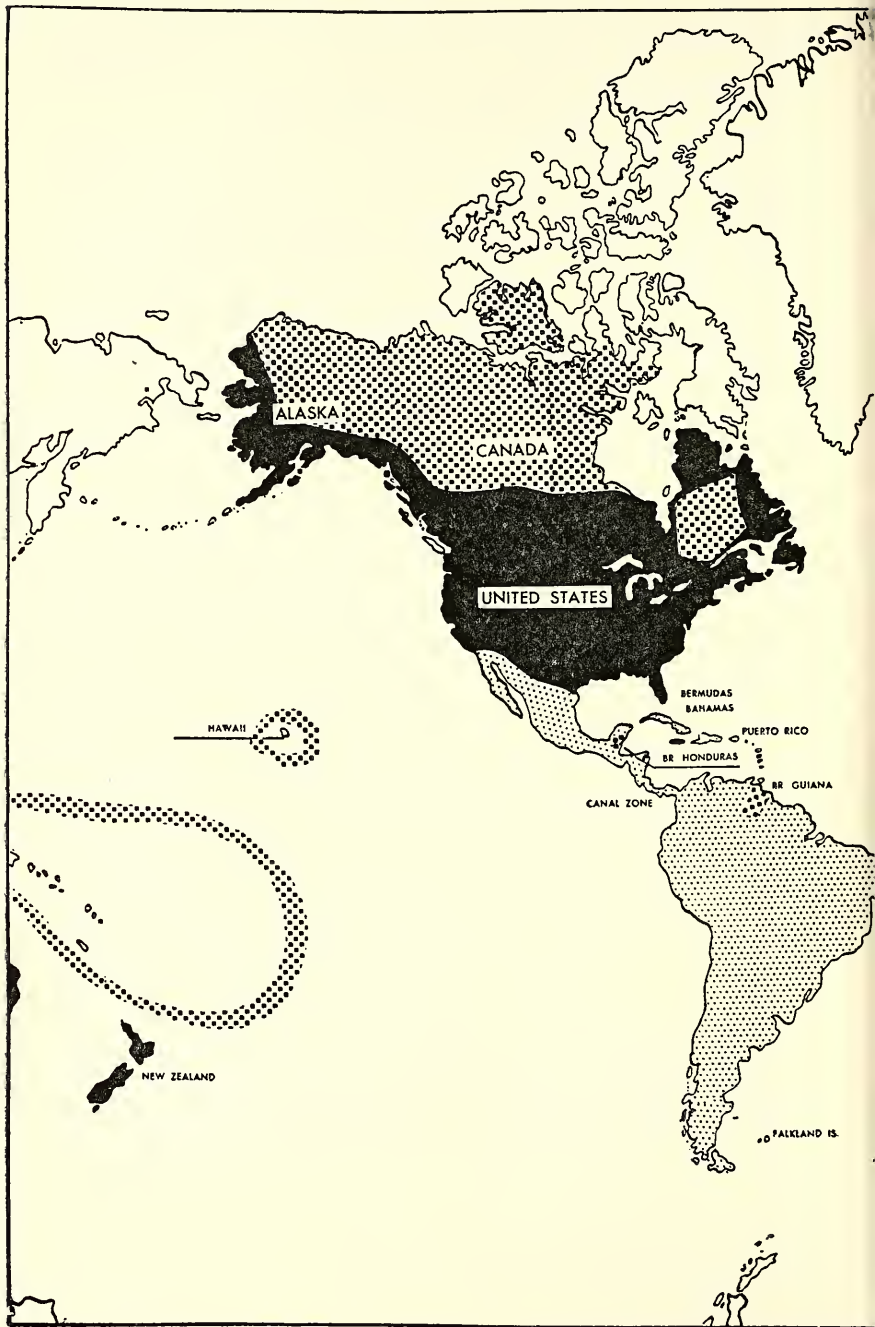 ALASKA
CANADA
UNITED STATES
BERMUDAS
BAHAMAS
HAWAII
PUERTO RICO
BR HONDURAS
BR GUIANA
CANAL ZONE
NEW ZEALAND
FALKLAND IS.